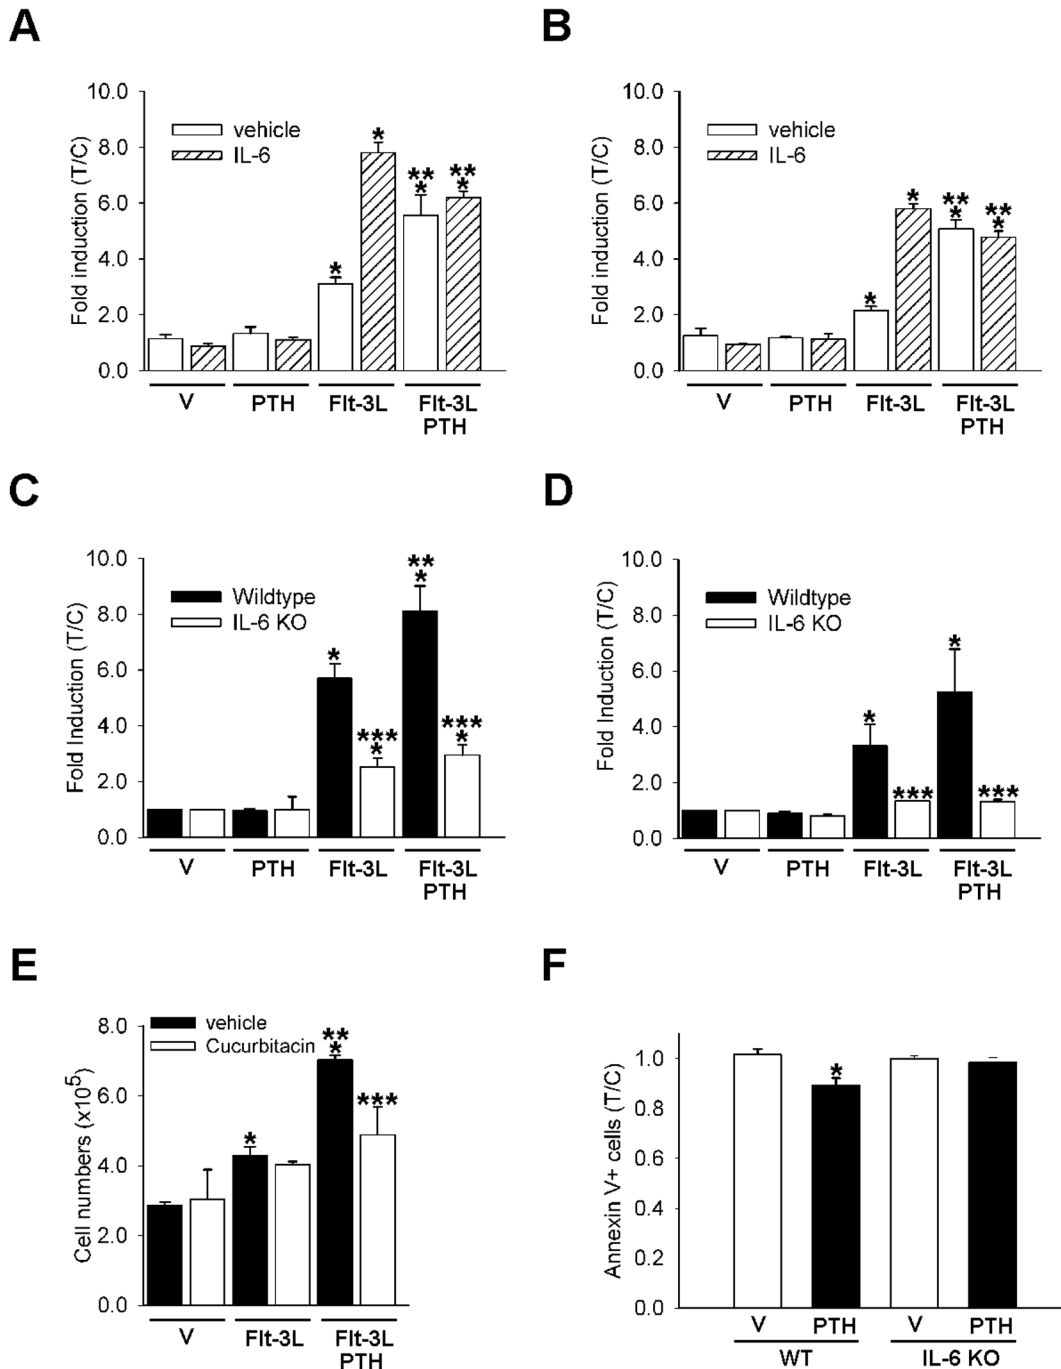 A
B
10.0
8.0
6.0
4.0
2.0
0.0
Fold induction (T/C)
vehicle
IL-6
*
*
**
*
**
*
V
PTH
Flt-3L
Flt-3L
PTH
10.0
8.0
6.0
4.0
2.0
0.0
Fold induction (T/C)
vehicle
IL-6
*
*
**
*
**
*
V
PTH
Flt-3L
Flt-3L
PTH
C
D
10.0
8.0
6.0
4.0
2.0
0.0
Fold Induction (T/C)
Wildtype
IL-6 KO
*
***
*
**
*
***
*
V
PTH
Flt-3L
Flt-3L
PTH
10.0
8.0
6.0
4.0
2.0
0.0
Fold Induction (T/C)
Wildtype
IL-6 KO
*
***
*
***
V
PTH
Flt-3L
Flt-3L
PTH
E
F
8.0
6.0
4.0
2.0
0.0
Cell numbers (x10⁵)
vehicle
Cucurbitacin
*
**
*
***
V
Flt-3L
Flt-3L
PTH
1.0
0.8
0.6
0.4
0.2
0.0
Annexin V+ cells (T/C)
*
V PTH V PTH
WT IL-6 KO